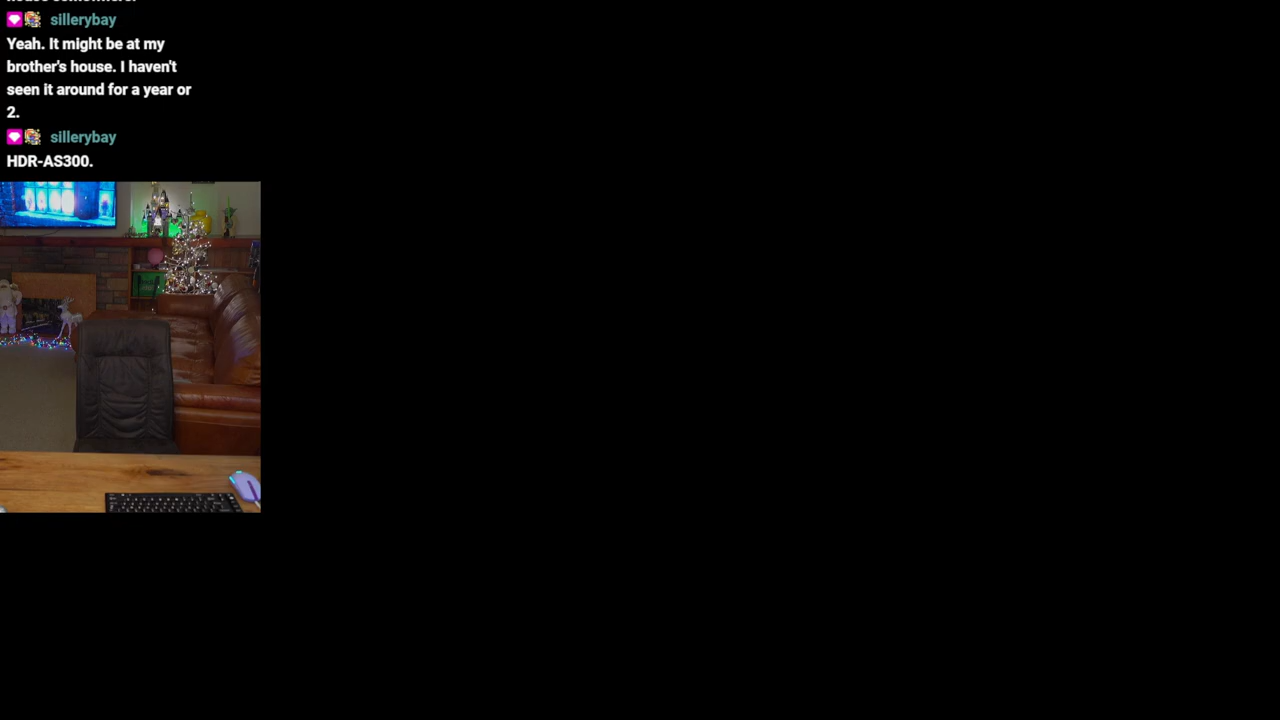 sillerybay
Yeah. It might be at my
brother's house. I haven't
seen it around for a year or
2.
sillerybay
HDR-AS300.